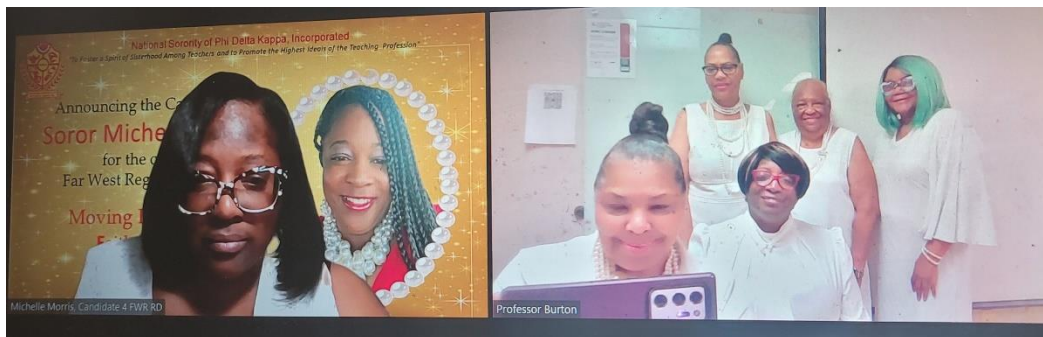 National Sorority of Phi Delta Kappa, Incorporated
"To Foster a Spirit of Sisterhood Among Teachers and to Promote the Highest Ideals of the Teaching Profession"
Announcing the Ca
Soror Miche
for the
Far West Reg
Moving
Michelle Morris, Candidate 4 FWR RD
Professor Burton